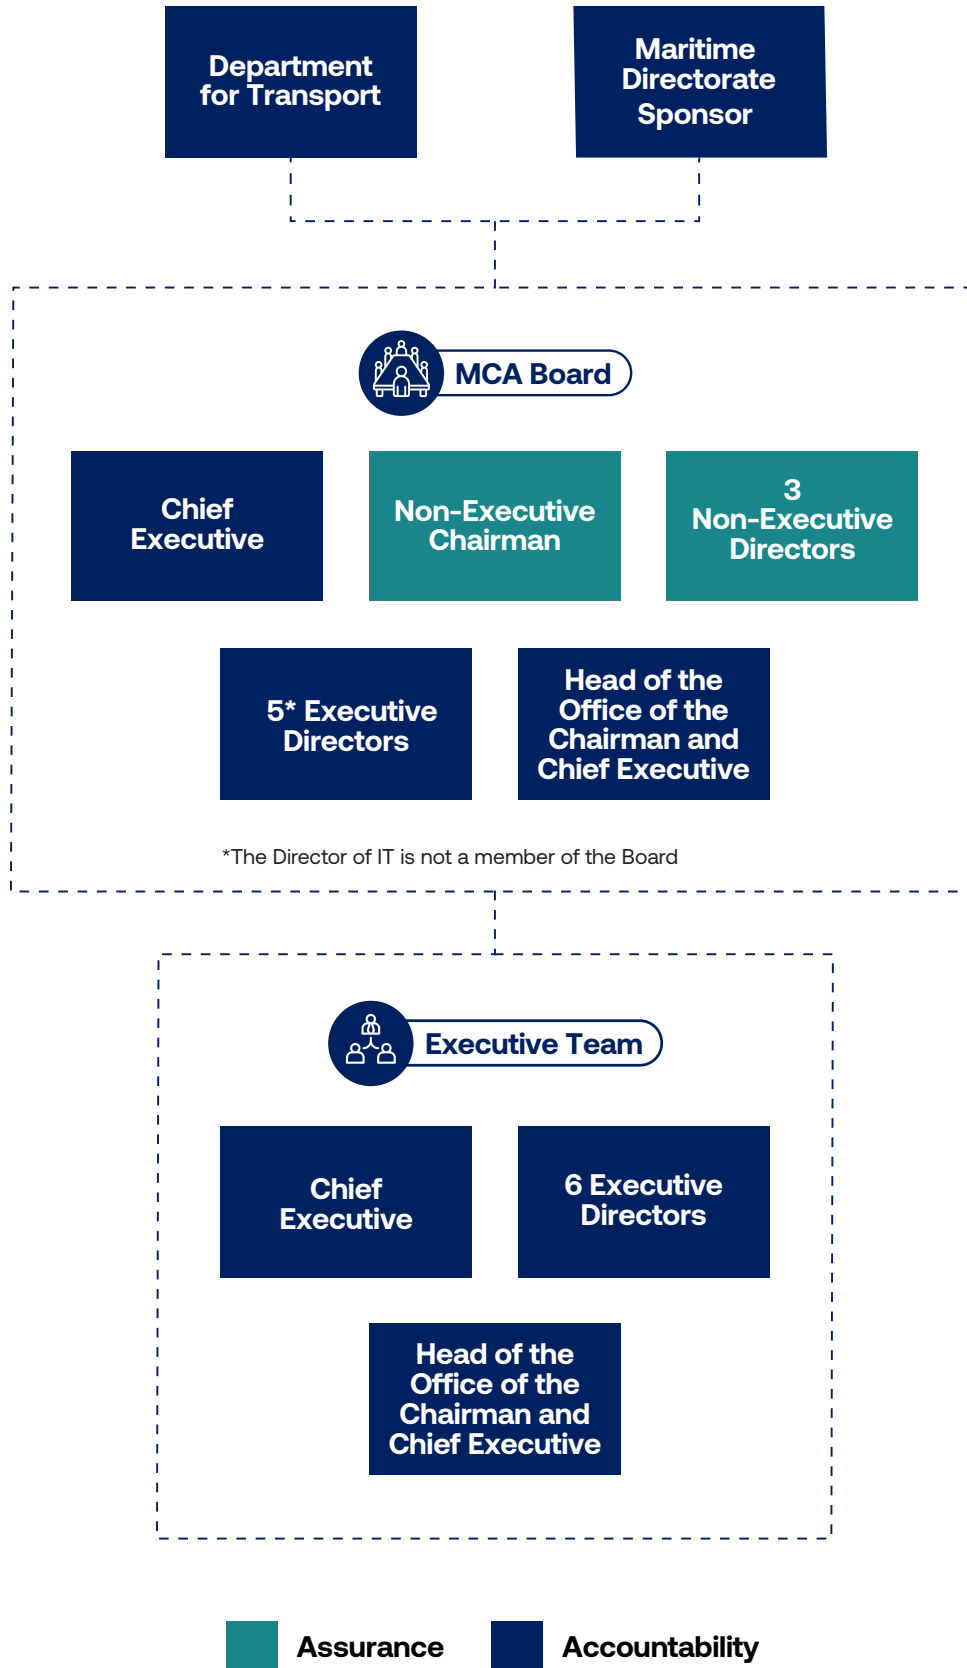 Department
for Transport
Maritime
Directorate
Sponsor
MCA Board
Chief
Executive
Non-Executive
Chairman
3
Non-Executive
Directors
5* Executive
Directors
Head of the
Office of the
Chairman and
Chief Executive
*The Director of IT is not a member of the Board
Executive Team
Chief
Executive
6 Executive
Directors
Head of the
Office of the
Chairman and
Chief Executive
Assurance
Accountability